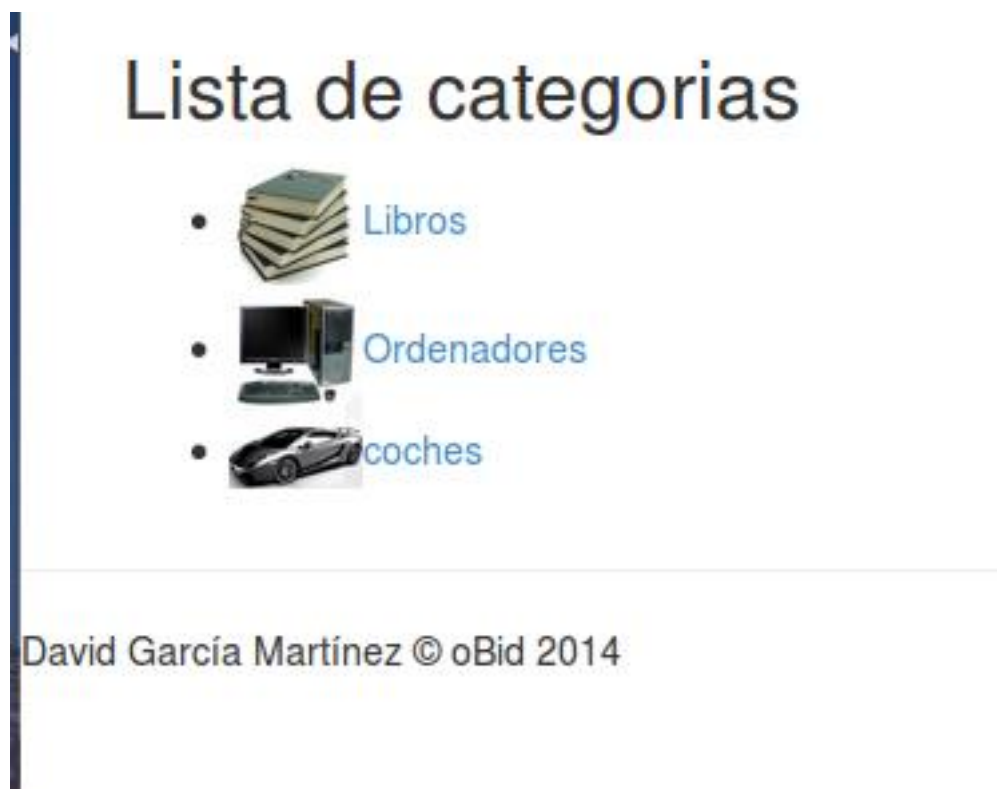 Lista de categorias
Libros
Ordenadores
coches
David García Martínez © oBid 2014